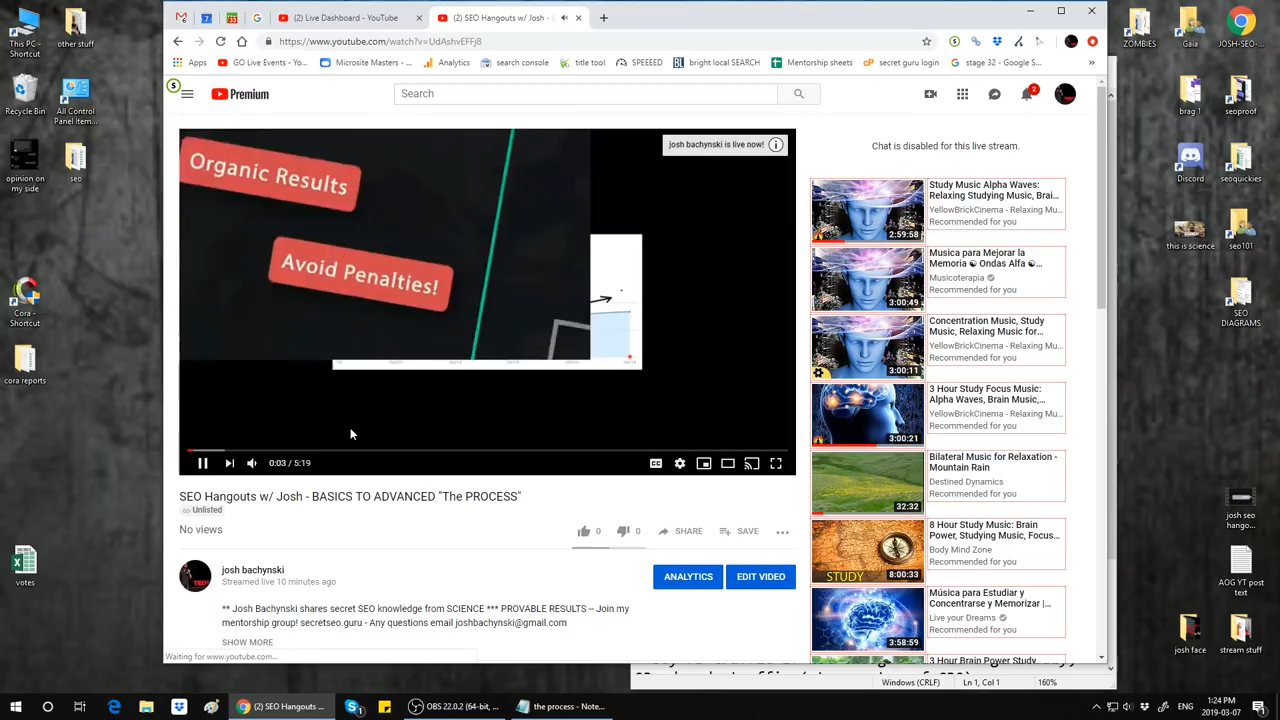 This PC - Shortcut
other stuff
Recycle Bin
All Control Panel Item...
opinion on my side
seo
Cora - Shortcut
cora reports
votes
(2) Live Dashboard - YouTube
(2) SEO Hangouts w/ Josh -
https://www.youtube.com/watch?v=UdAshvEFFj8
Apps
GO Live Events - You...
Microsite Masters - ...
Analytics
search console
title tool
SPEEEED
bright local SEARCH
Mentorship sheets
secret guru login
stage 32 - Google S...
Premium
Search
2
Organic Results
Avoid Penalties!
josh bachynski is live now!
0:03 / 5:19
SEO Hangouts w/ Josh - BASICS TO ADVANCED "The PROCESS"
Unlisted
No views
0
0
SHARE
SAVE
josh bachynski
Streamed live 10 minutes ago
ANALYTICS
EDIT VIDEO
** Josh Bachynski shares secret SEO knowledge from SCIENCE *** PROVABLE RESULTS -- Join my
mentorship group! secretseo.guru - Any questions email joshbachynski@gmail.com
SHOW MORE
Waiting for www.youtube.com...
Chat is disabled for this live stream.
Study Music Alpha Waves:
Relaxing Studying Music, Brai...
YellowBrickCinema - Relaxing Mu...
Recommended for you
2:59:58
Musica para Mejorar la
Memoria ☯ Ondas Alfa ☯...
Musicoterapia
Recommended for you
3:00:49
Concentration Music, Study
Music, Relaxing Music for...
YellowBrickCinema - Relaxing Mu...
Recommended for you
3:00:11
3 Hour Study Focus Music:
Alpha Waves, Brain Music,...
YellowBrickCinema - Relaxing Mu...
Recommended for you
3:00:21
Bilateral Music for Relaxation -
Mountain Rain
Destined Dynamics
Recommended for you
32:32
8 Hour Study Music: Brain
Power, Studying Music, Focus...
Body Mind Zone
Recommended for you
STUDY
8:00:33
Música para Estudiar y
Concentrarse y Memorizar |...
Live your Dreams
Recommended for you
3:58:59
3 Hour Brain Power Study
Windows (CRLF)
Ln 1, Col 1
160%
ZOMBIES
Gaia
JOSH-SEO-...
brag 1
seoproof
Discord
seoquickies
this is science
seo101
SEO DIAGRAMS
josh seo hango...
AOG YT post text
josh face
stream stuff
(2) SEO Hangouts ...
OBS 22.0.2 (64-bit, ...
the process - Note...
1:24 PM
2019-03-07